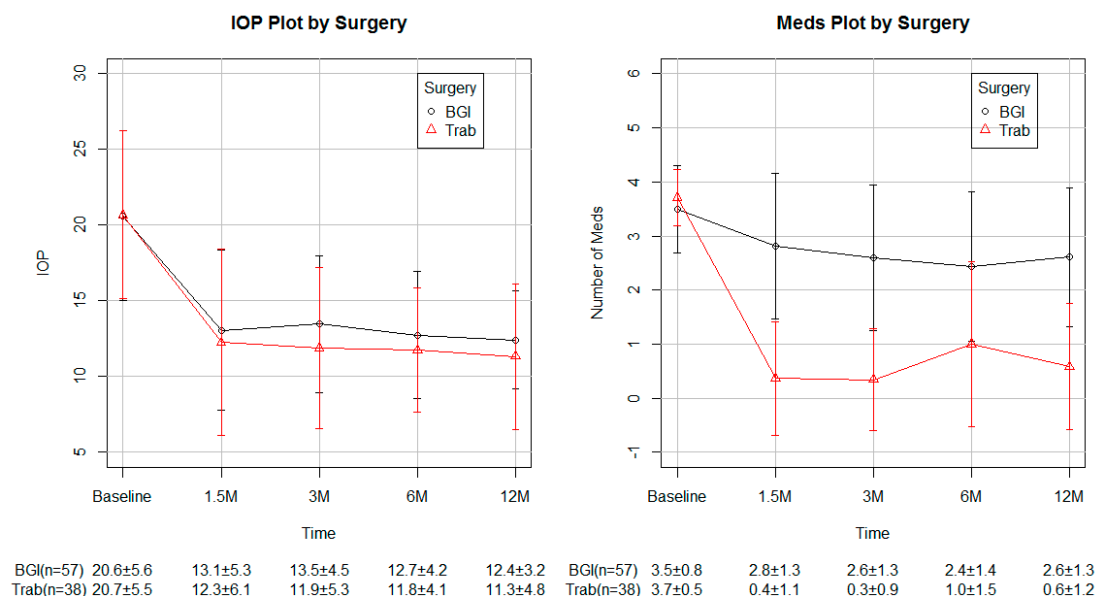 IOP Plot by Surgery
IOP
30
25
20
15
10
5
Surgery
BGI
Trab
Baseline 1.5M 3M 6M 12M
Time
BGI(n=57) 20.6±5.6 13.1±5.3 13.5±4.5 12.7±4.2 12.4±3.2
Trab(n=38) 20.7±5.5 12.3±6.1 11.9±5.3 11.8±4.1 11.3±4.8
Meds Plot by Surgery
Number of Meds
6
5
4
3
2
1
0
-1
Surgery
BGI
Trab
Baseline 1.5M 3M 6M 12M
Time
BGI(n=57) 3.5±0.8 2.8±1.3 2.6±1.3 2.4±1.4 2.6±1.3
Trab(n=38) 3.7±0.5 0.4±1.1 0.3±0.9 1.0±1.5 0.6±1.2